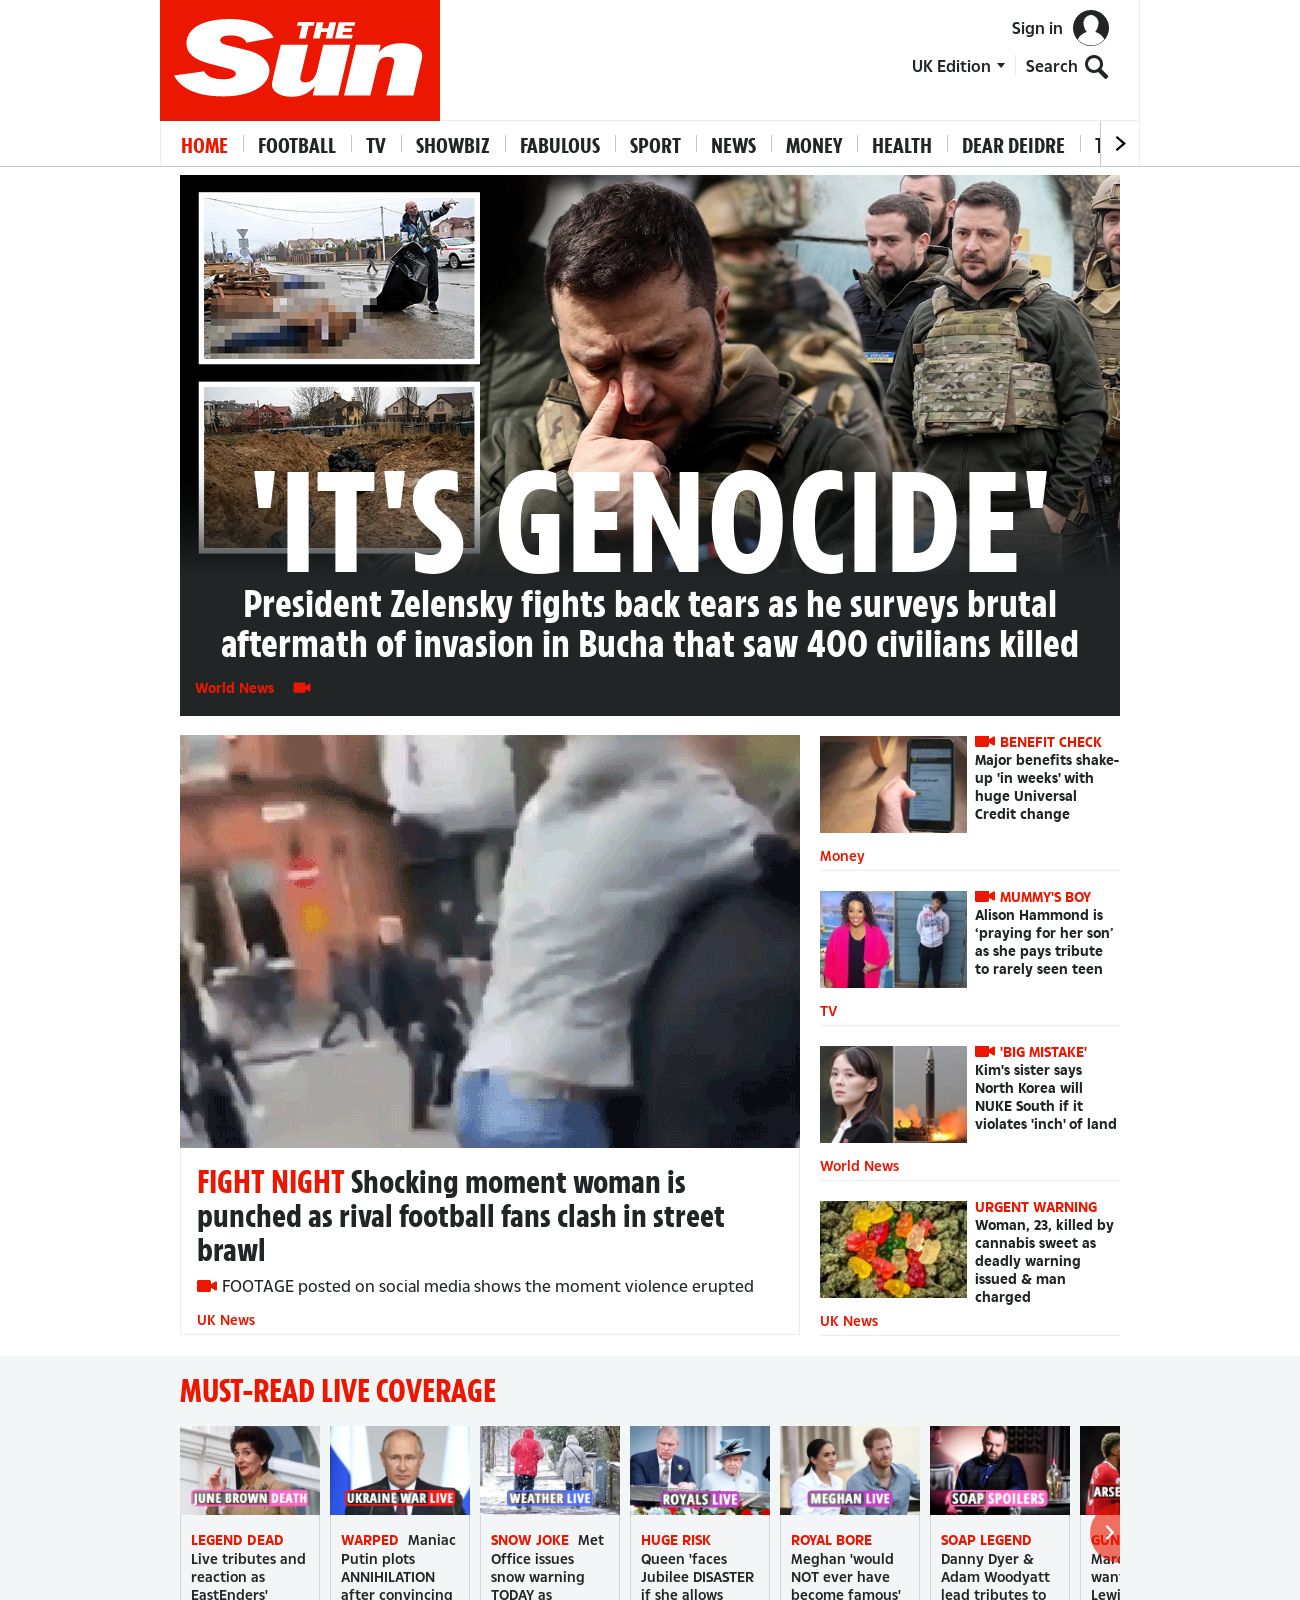 THE
Sun
Sign in
UK Edition
Search
HOME
FOOTBALL
TV
SHOWBIZ
FABULOUS
SPORT
NEWS
MONEY
HEALTH
DEAR DEIDRE
'IT'S GENOCIDE'
President Zelensky fights back tears as he surveys brutal
aftermath of invasion in Bucha that saw 400 civilians killed
World News
FIGHT NIGHT Shocking moment woman is
punched as rival football fans clash in street
brawl
FOOTAGE posted on social media shows the moment violence erupted
UK News
BENEFIT CHECK
Major benefits shake-
up 'in weeks' with
huge Universal
Credit change
Money
MUMMY'S BOY
Alison Hammond is
‘praying for her son’
as she pays tribute
to rarely seen teen
TV
'BIG MISTAKE'
Kim's sister says
North Korea will
NUKE South if it
violates 'inch' of land
World News
URGENT WARNING
Woman, 23, killed by
cannabis sweet as
deadly warning
issued & man
charged
UK News
MUST-READ LIVE COVERAGE
JUNE BROWN DEATH
LEGEND DEAD
Live tributes and
reaction as
EastEnders'
UKRAINE WAR LIVE
WARPED Maniac
Putin plots
ANNIHILATION
after convincing
WEATHER LIVE
SNOW JOKE Met
Office issues
snow warning
TODAY as
ROYALS LIVE
HUGE RISK
Queen 'faces
Jubilee DISASTER
if she allows
MEGHAN LIVE
ROYAL BORE
Meghan 'would
NOT ever have
become famous'
SOAP SPOILERS
SOAP LEGEND
Danny Dyer &
Adam Woodyatt
lead tributes to
ARSE
GUN
Mar
wan
Lewi